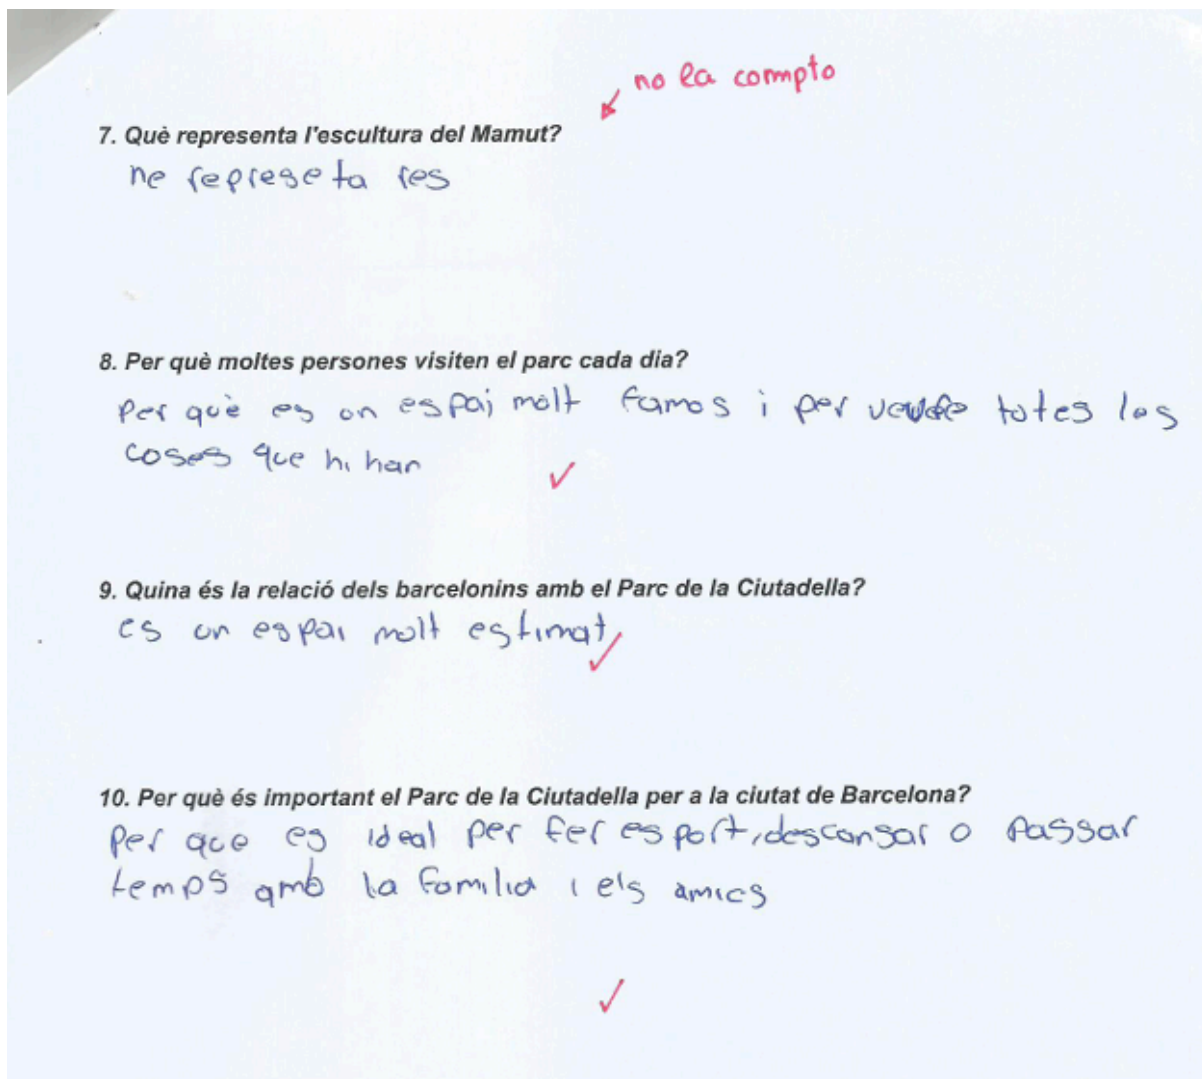 no la compto
7. Què representa l'escultura del Mamut?
ne represeta res
8. Per què moltes persones visiten el parc cada dia?
Per què es un espai molt famos i per veure totes les
coses que hi han
9. Quina és la relació dels barcelonins amb el Parc de la Ciutadella?
es un espai molt estimat
10. Per què és important el Parc de la Ciutadella per a la ciutat de Barcelona?
Per que es ideal per fer esport, descansar o passar
temps amb la familia i els amics